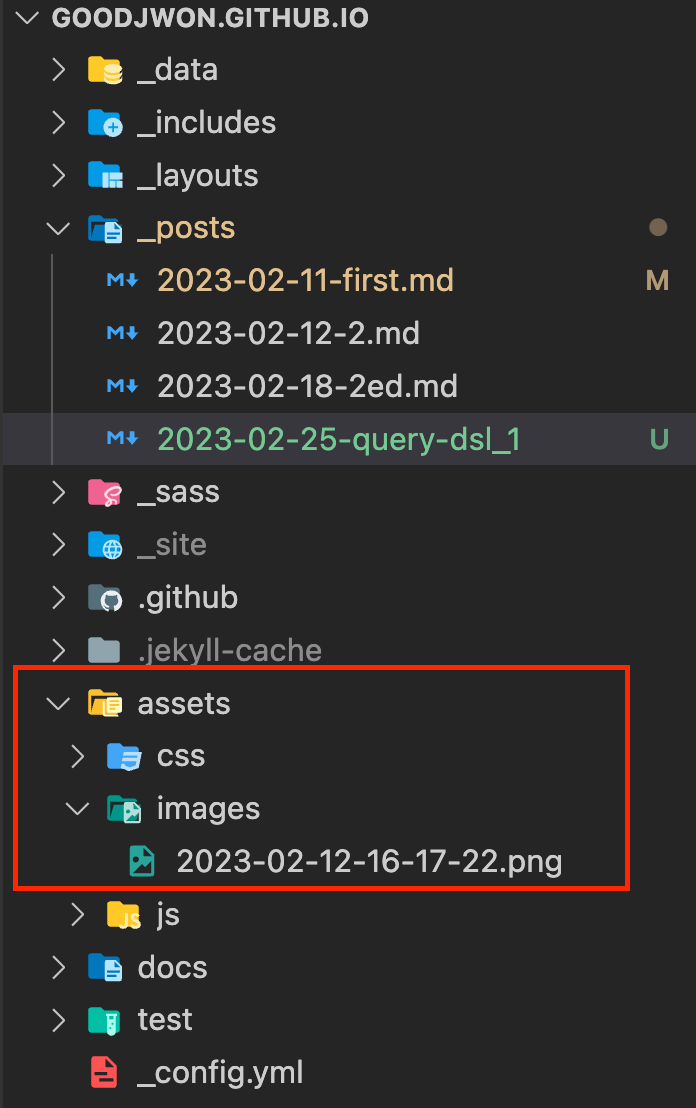 GOODJWON.GITHUB.IO
_data
_includes
_layouts
_posts
M↓ 2023-02-11-first.md M
M↓ 2023-02-12-2.md
M↓ 2023-02-18-2ed.md
M↓ 2023-02-25-query-dsl_1 U
_sass
_site
.github
.jekyll-cache
assets
css
images
2023-02-12-16-17-22.png
JS js
docs
test
_config.yml